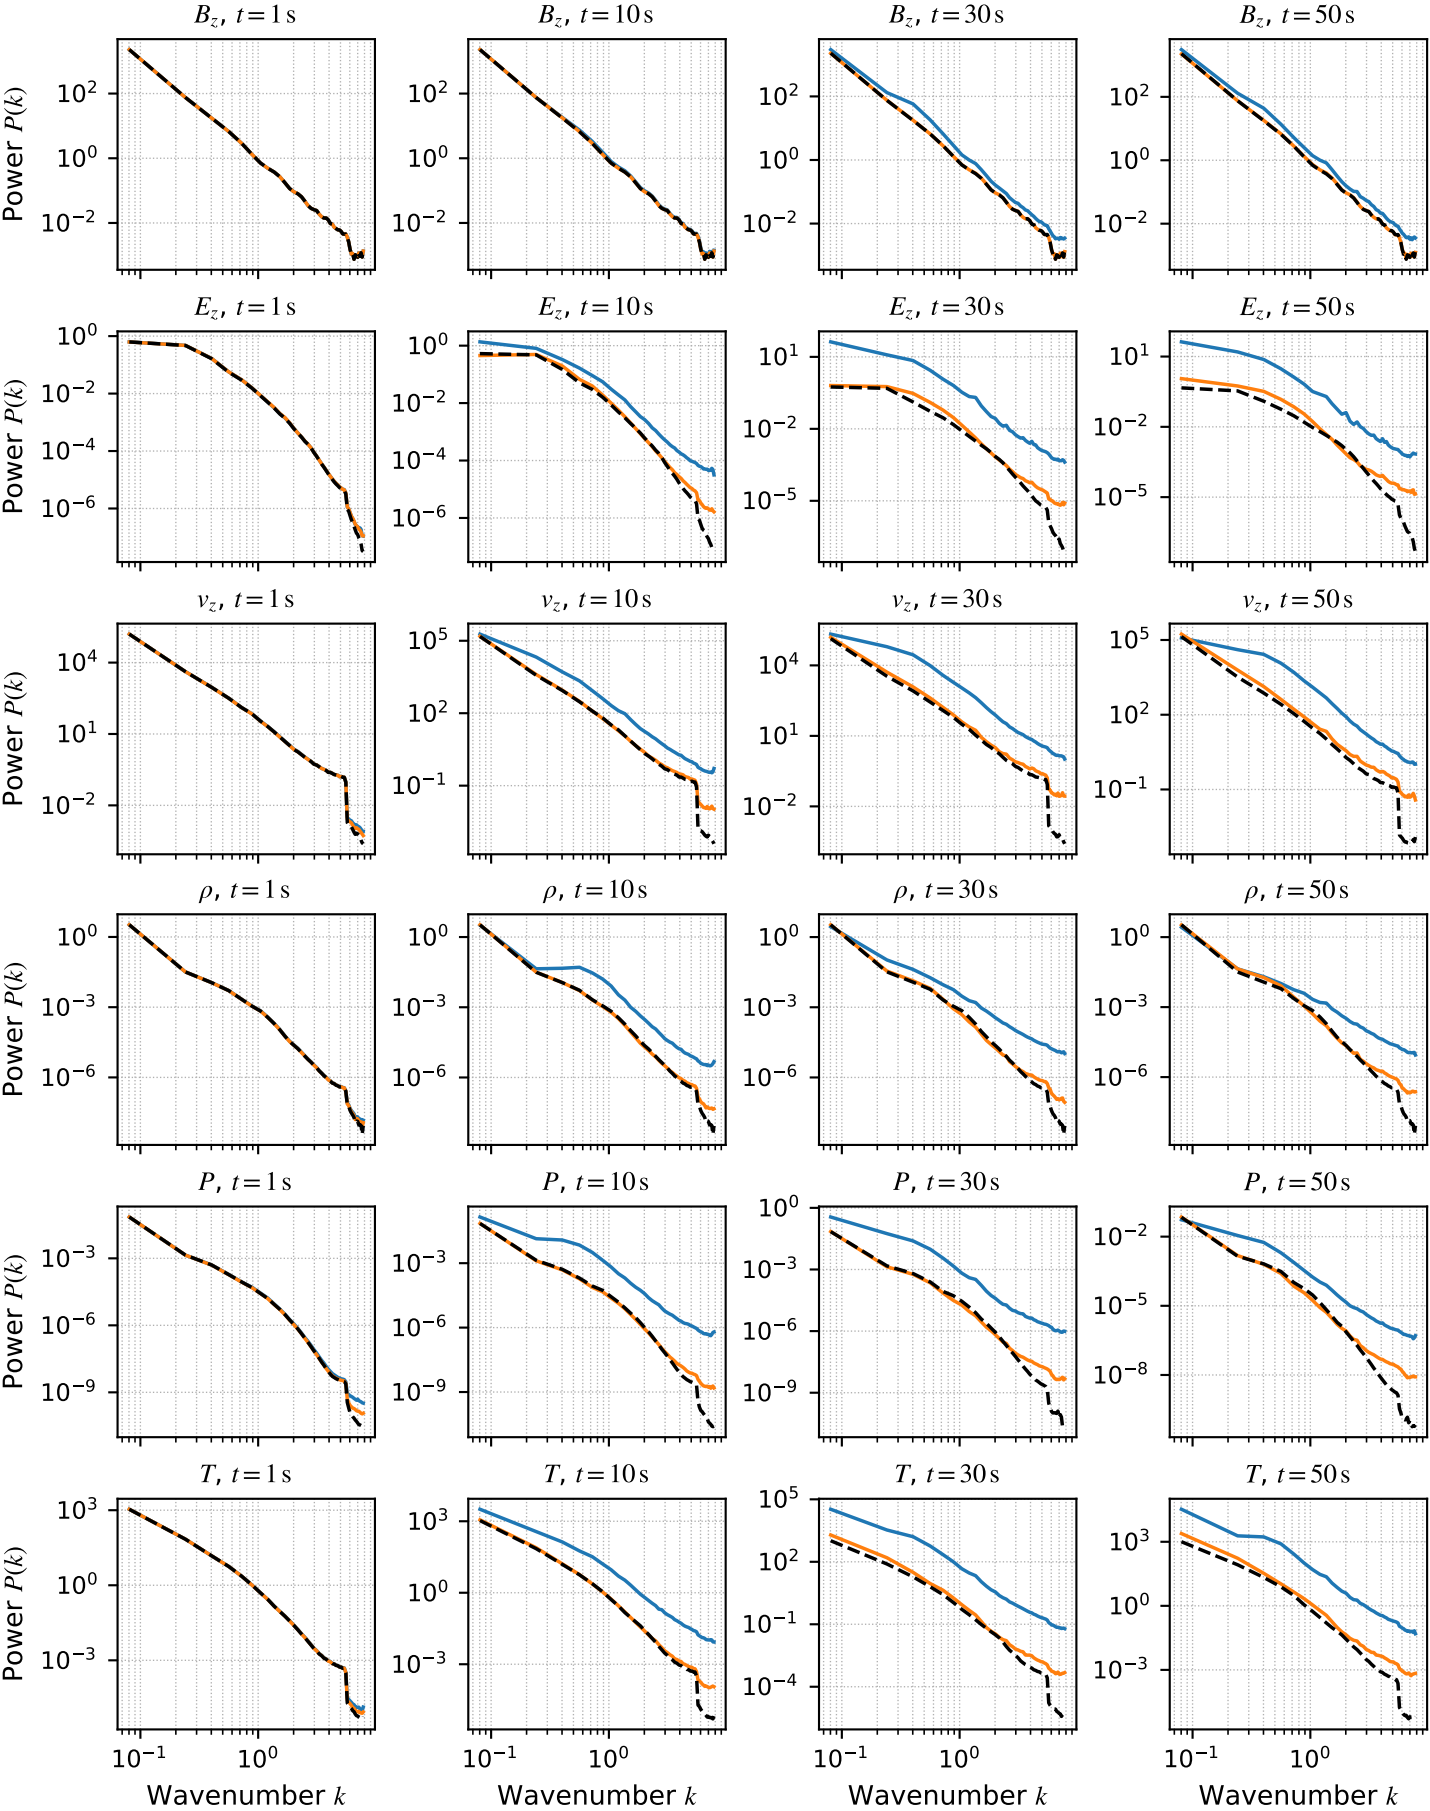 B_z, t = 1 s B_z, t = 10 s B_z, t = 30 s B_z, t = 50 s
Power P(k)
10^2 10^0 10^−2 10^2 10^0 10^−2 10^2 10^0 10^−2 10^2 10^0 10^−2
E_z, t = 1 s E_z, t = 10 s E_z, t = 30 s E_z, t = 50 s
Power P(k)
10^0 10^−2 10^−4 10^−6 10^0 10^−2 10^−4 10^−6 10^1 10^−2 10^−5 10^1 10^−2 10^−5
v_z, t = 1 s v_z, t = 10 s v_z, t = 30 s v_z, t = 50 s
Power P(k)
10^4 10^1 10^−2 10^5 10^2 10^−1 10^4 10^1 10^−2 10^5 10^2 10^−1
ρ, t = 1 s ρ, t = 10 s ρ, t = 30 s ρ, t = 50 s
Power P(k)
10^0 10^−3 10^−6 10^0 10^−3 10^−6 10^0 10^−3 10^−6 10^0 10^−3 10^−6
P, t = 1 s P, t = 10 s P, t = 30 s P, t = 50 s
Power P(k)
10^−3 10^−6 10^−9 10^−3 10^−6 10^−9 10^0 10^−3 10^−6 10^−9 10^−2 10^−5 10^−8
T, t = 1 s T, t = 10 s T, t = 30 s T, t = 50 s
Power P(k)
10^3 10^0 10^−3 10^3 10^0 10^−3 10^5 10^2 10^−1 10^−4 10^3 10^0 10^−3
10^−1 10^0 10^−1 10^0 10^−1 10^0 10^−1 10^0
Wavenumber k Wavenumber k Wavenumber k Wavenumber k